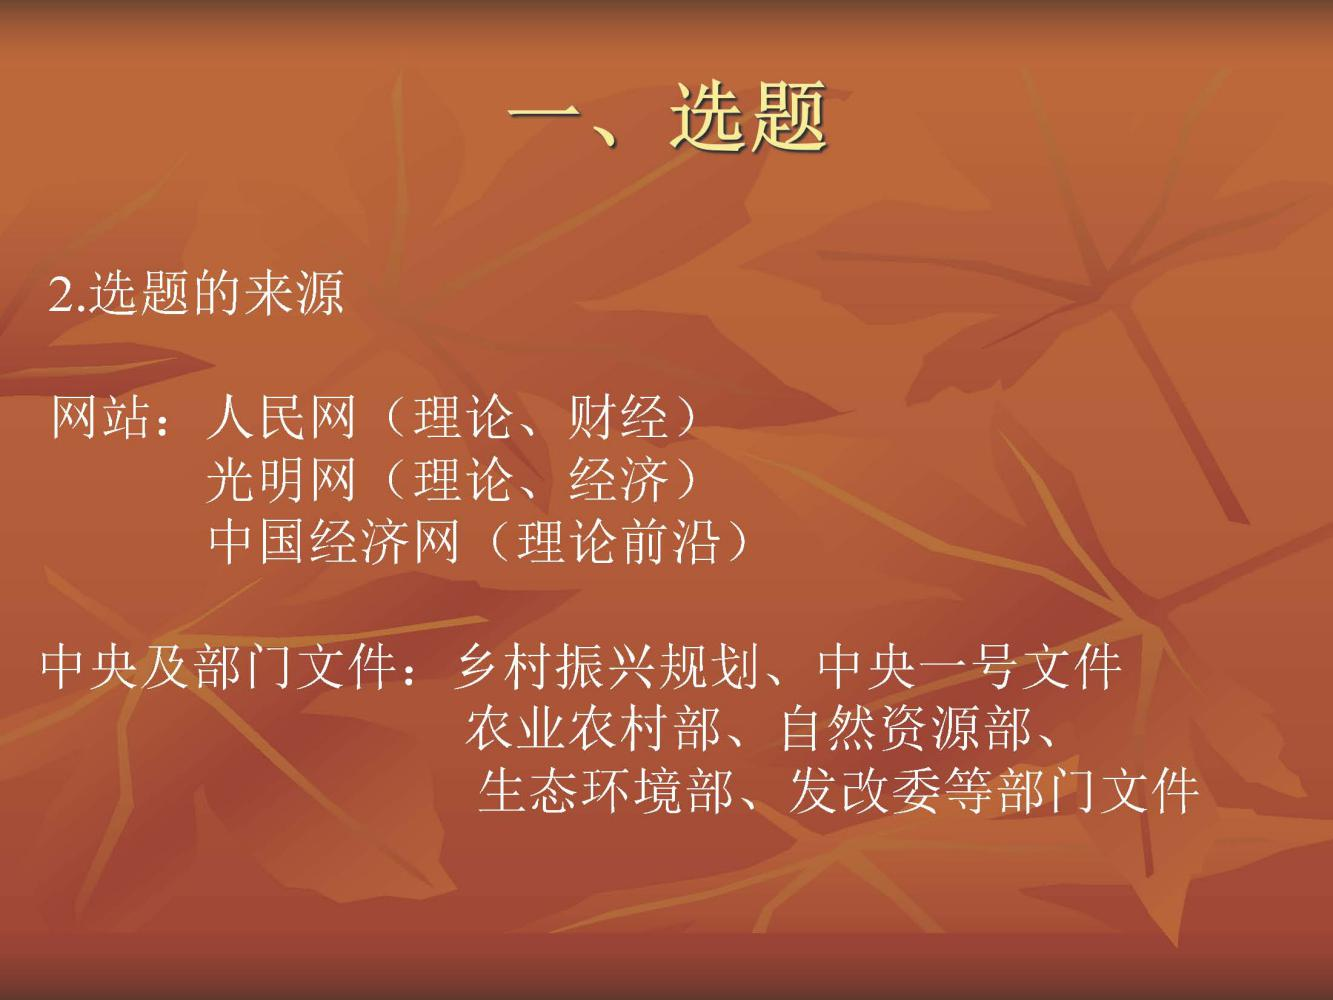 一、选题
2.选题的来源
网站：人民网（理论、财经）
光明网（理论、经济）
中国经济网（理论前沿）
中央及部门文件：乡村振兴规划、中央一号文件
农业农村部、自然资源部、
生态环境部、发改委等部门文件